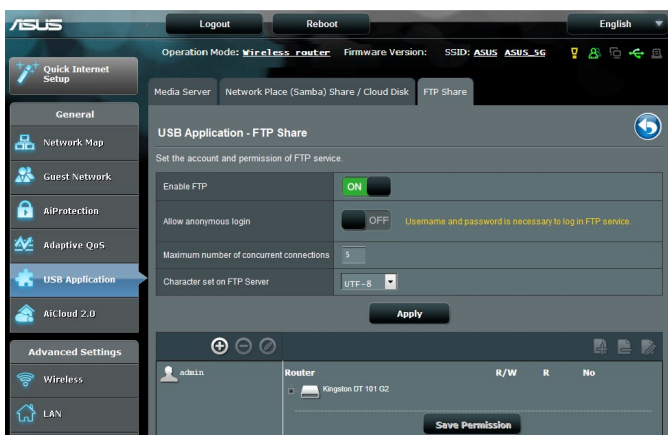 ASUS
Logout Reboot English
Operation Mode: Wireless router Firmware Version: SSID: ASUS ASUS_5G
Quick Internet
Setup
Media Server Network Place (Samba) Share / Cloud Disk FTP Share
General
USB Application - FTP Share
Network Map
Set the account and permission of FTP service.
Guest Network
Enable FTP ON
AiProtection
Allow anonymous login OFF Username and password is necessary to log in FTP service.
Adaptive QoS
Maximum number of concurrent connections 5
USB Application
Character set on FTP Server UTF-8
AiCloud 2.0
Apply
Advanced Settings
admin Router R/W R No
Wireless
Kingston DT 101 G2
LAN
Save Permission